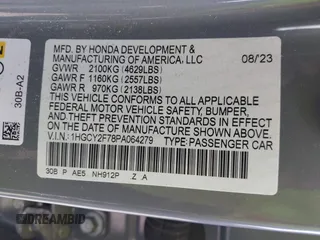 MFD. BY HONDA DEVELOPMENT &
MANUFACTURING OF AMERICA, LLC 08/23
GVWR 2100KG (4629LBS)
GAWR F 1160KG (2557LBS)
GAWR R 970KG (2138LBS)
THIS VEHICLE CONFORMS TO ALL APPLICABLE
FEDERAL MOTOR VEHICLE SAFETY, BUMPER,
AND THEFT PREVENTION STANDARDS IN EFFECT
ON THE DATE OF MANUFACTURE SHOWN ABOVE.
V.I.N.: 1HGCY2F78PA064279 TYPE:PASSENGER CAR
30B P AE5 NH912P Z A
30B-A2
DREAMBID